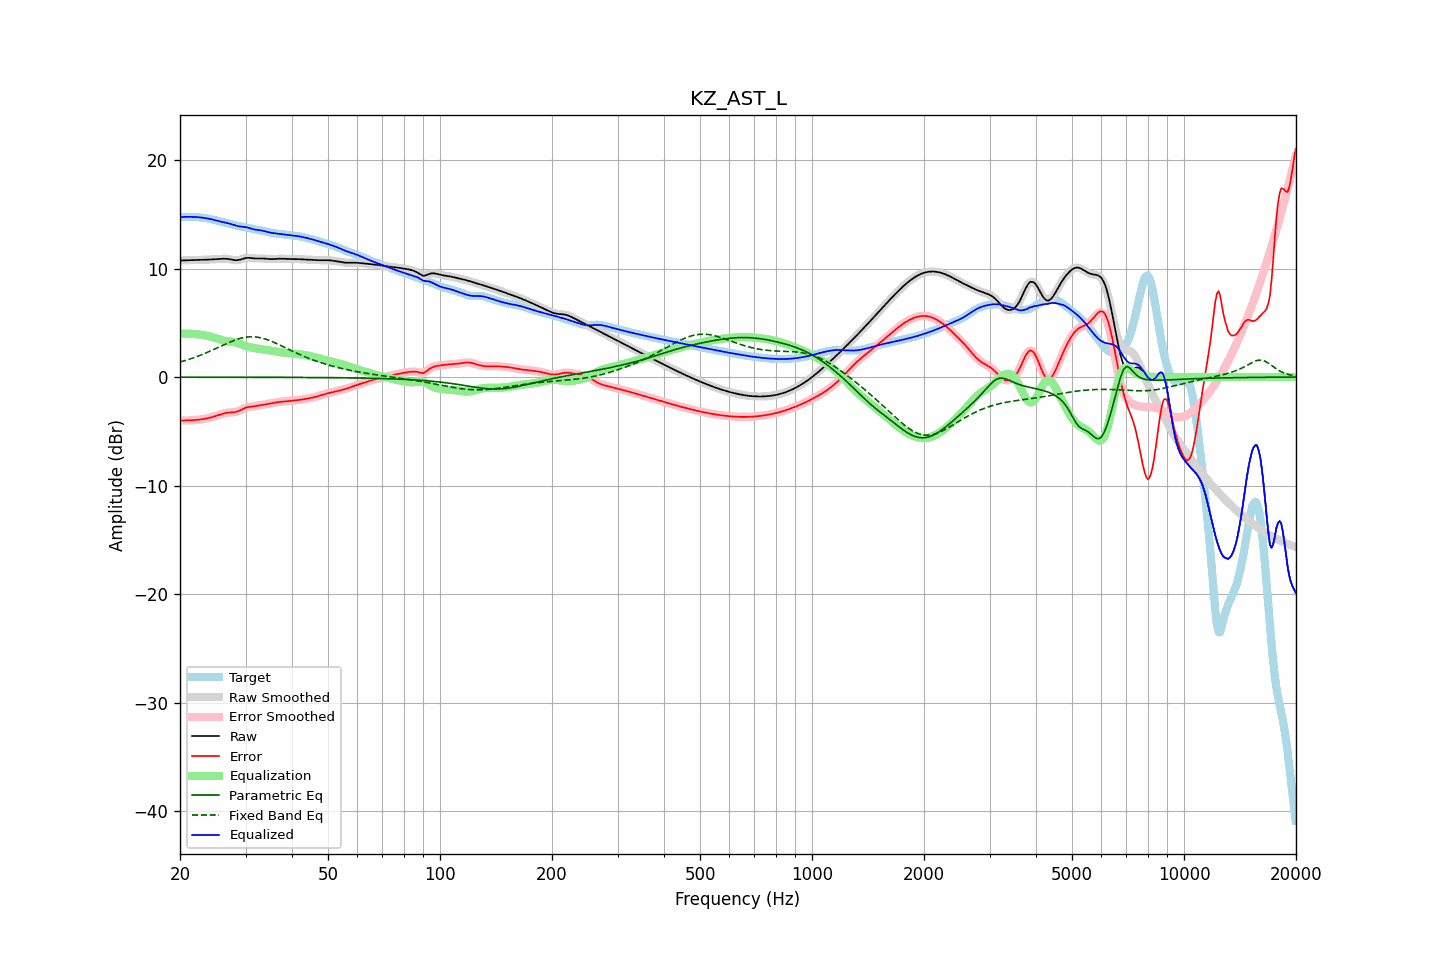 KZ_AST_L
Amplitude (dBr)
20
10
0
−10
−20
−30
−40
Target
Raw Smoothed
Error Smoothed
Raw
Error
Equalization
Parametric Eq
Fixed Band Eq
Equalized
20 50 100 200 500 1000 2000 5000 10000 20000
Frequency (Hz)